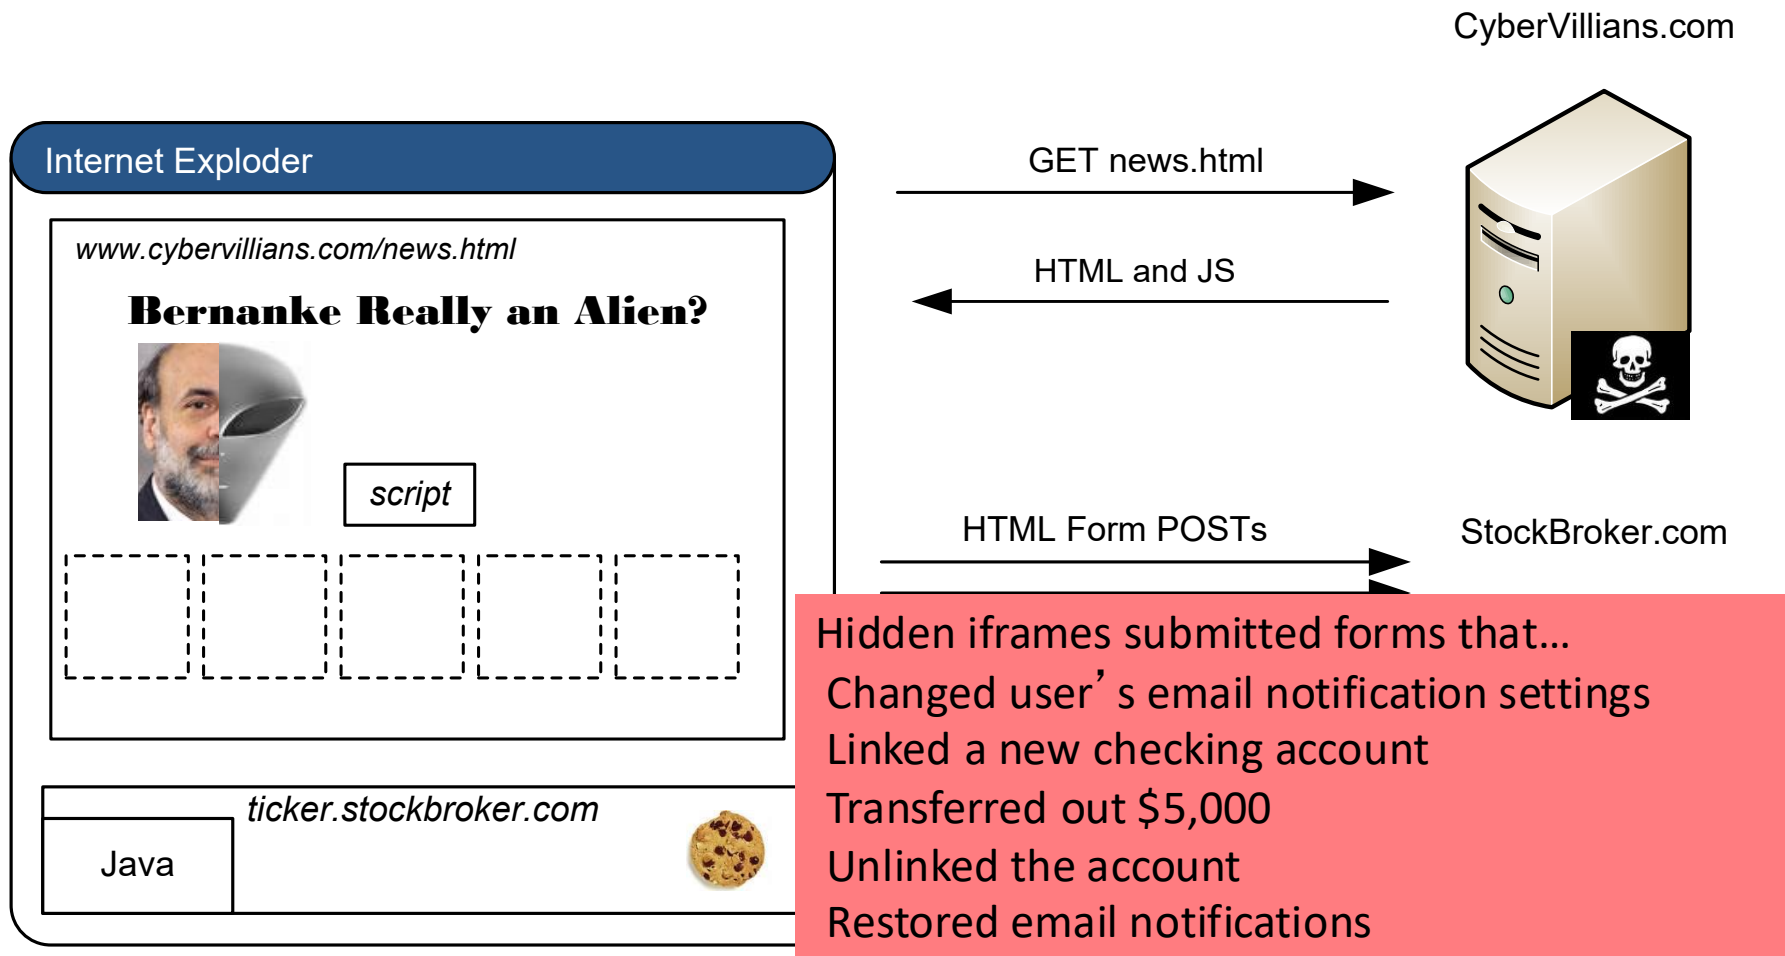 CyberVillians.com
Internet Exploder
GET news.html
www.cybervillians.com/news.html
HTML and JS
Bernanke Really an Alien?
script
HTML Form POSTs
StockBroker.com
Hidden iframes submitted forms that...
Changed user’s email notification settings
Linked a new checking account
Transferred out $5,000
Unlinked the account
Restored email notifications
ticker.stockbroker.com
Java